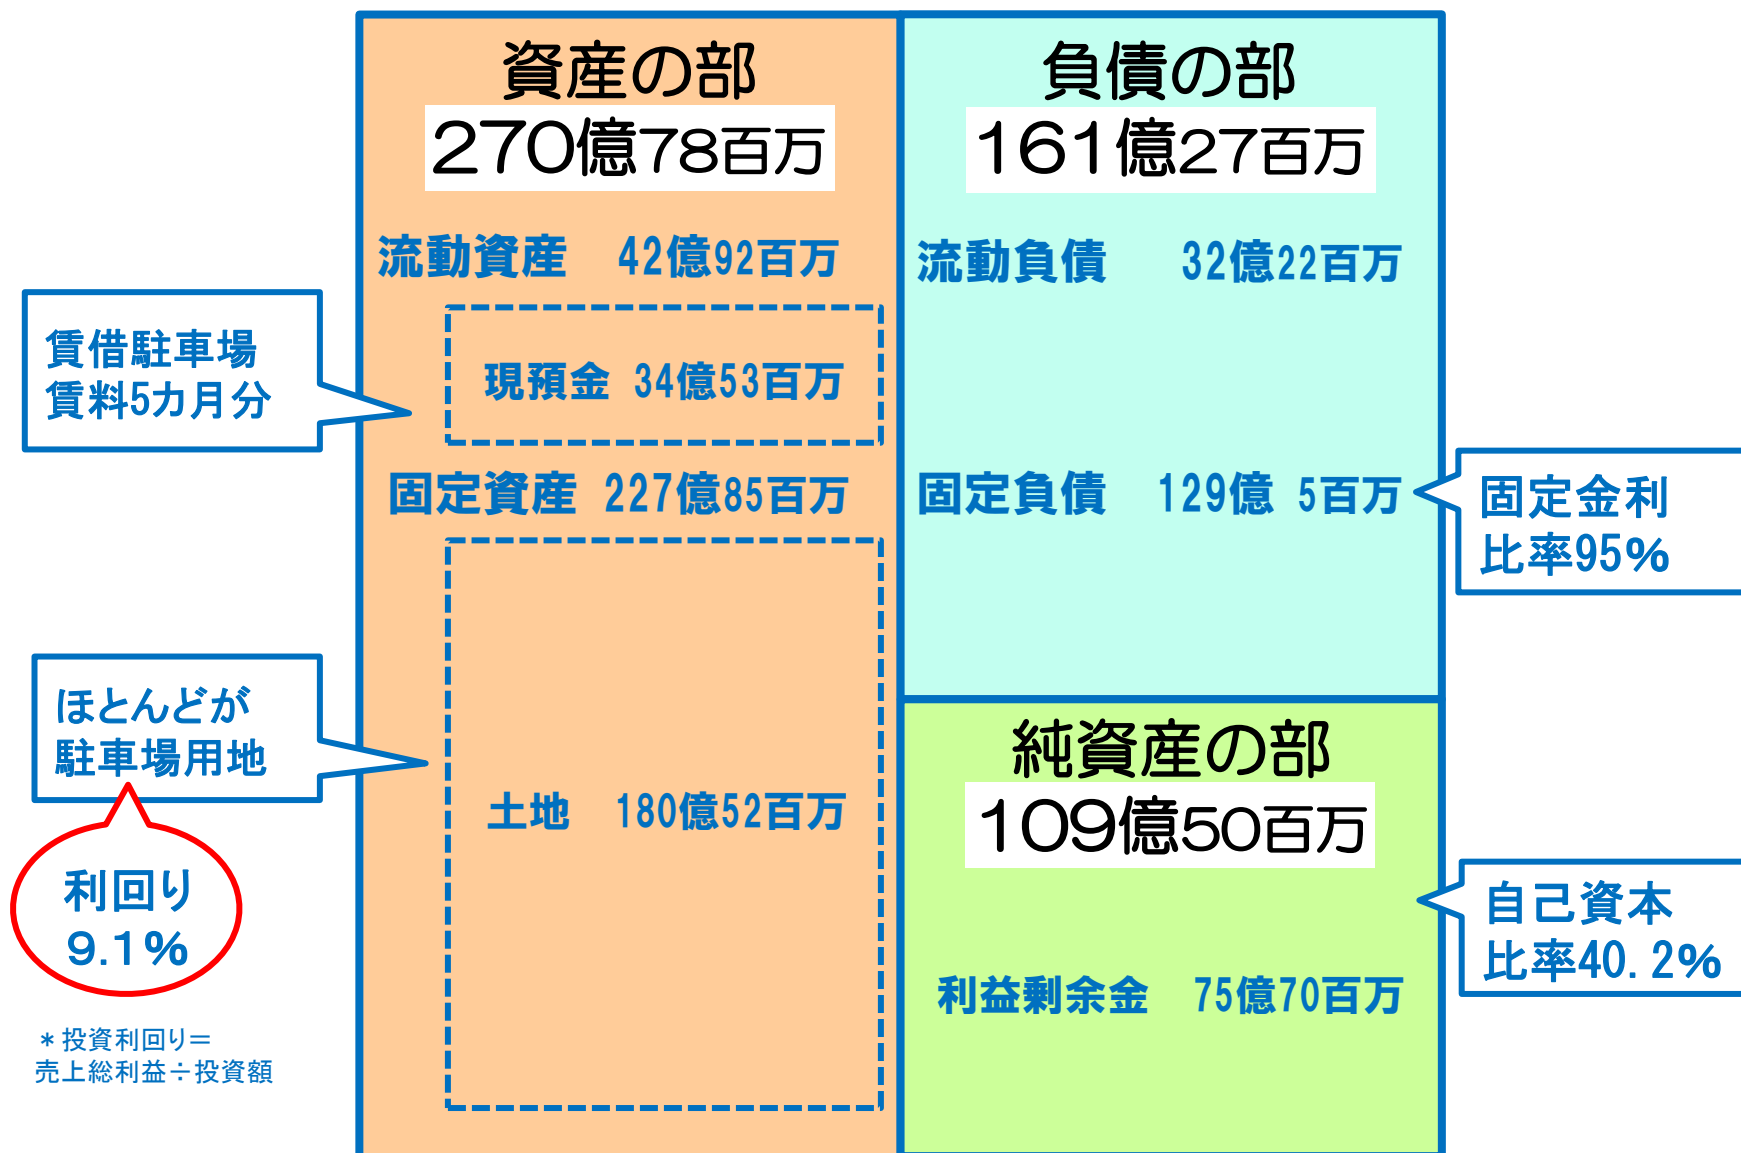 資産の部
270億78百万
流動資産 42億92百万
現預金 34億53百万
固定資産 227億85百万
土地 180億52百万
賃借駐車場
賃料5カ月分
ほとんどが
駐車場用地
利回り
9.1%
*投資利回り=
売上総利益÷投資額
負債の部
161億27百万
流動負債 32億22百万
固定負債 129億 5百万
固定金利
比率95%
純資産の部
109億50百万
利益剰余金 75億70百万
自己資本
比率40.2%